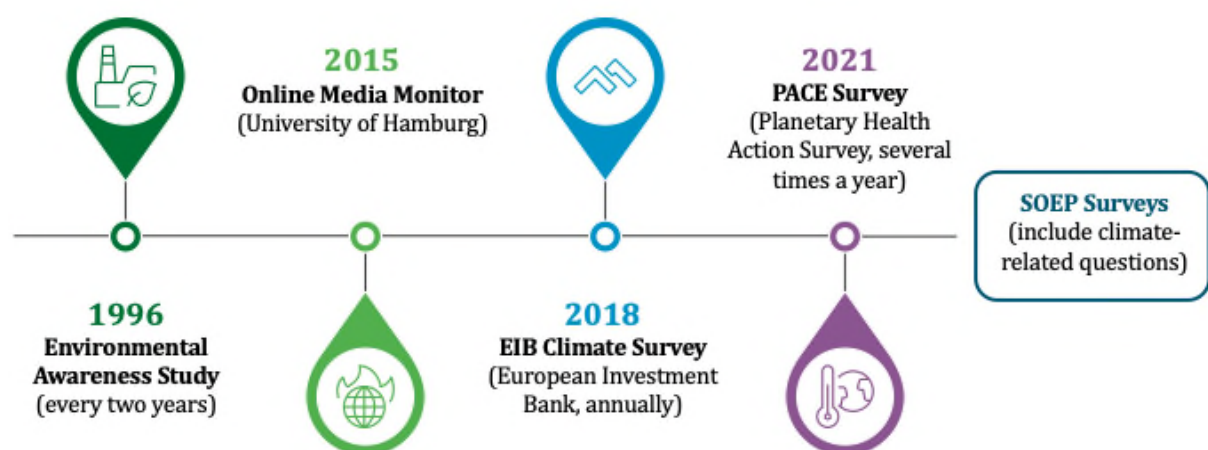 1996
Environmental
Awareness Study
(every two years)
2015
Online Media Monitor
(University of Hamburg)
2018
EIB Climate Survey
(European Investment
Bank, annually)
2021
PACE Survey
(Planetary Health
Action Survey, several
times a year)
SOEP Surveys
(include climate-
related questions)